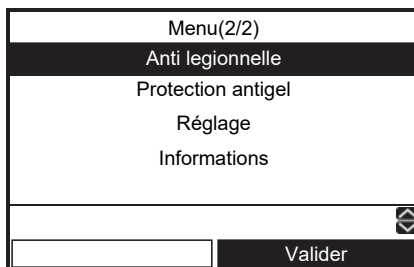 Menu(2/2)
Anti legionnelle
Protection antigel
Réglage
Informations
Valider